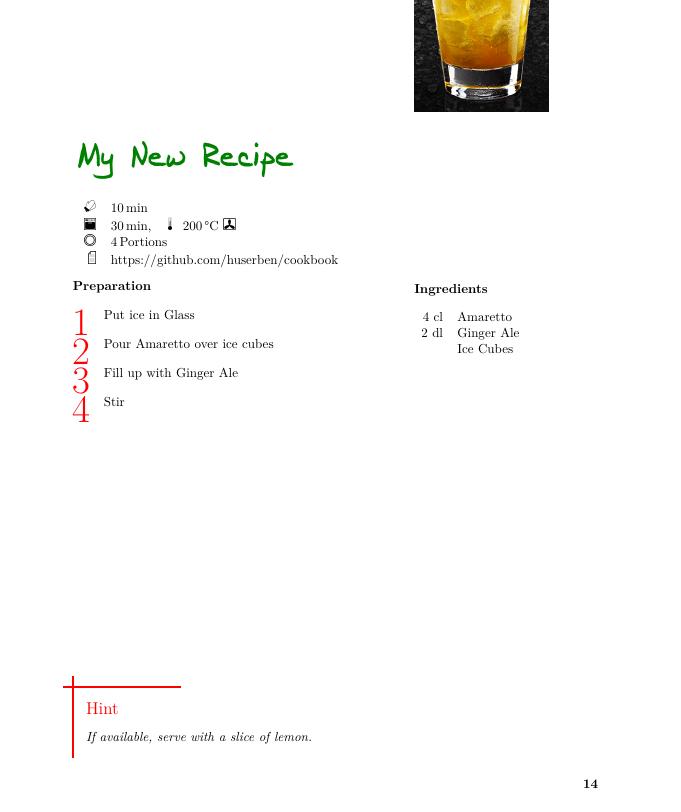 My New Recipe
10 min
30 min, 200 °C
4 Portions
https://github.com/huserben/cookbook
Preparation
1 Put ice in Glass
2 Pour Amaretto over ice cubes
3 Fill up with Ginger Ale
4 Stir
Ingredients
4 cl Amaretto
2 dl Ginger Ale
Ice Cubes
Hint
If available, serve with a slice of lemon.
14